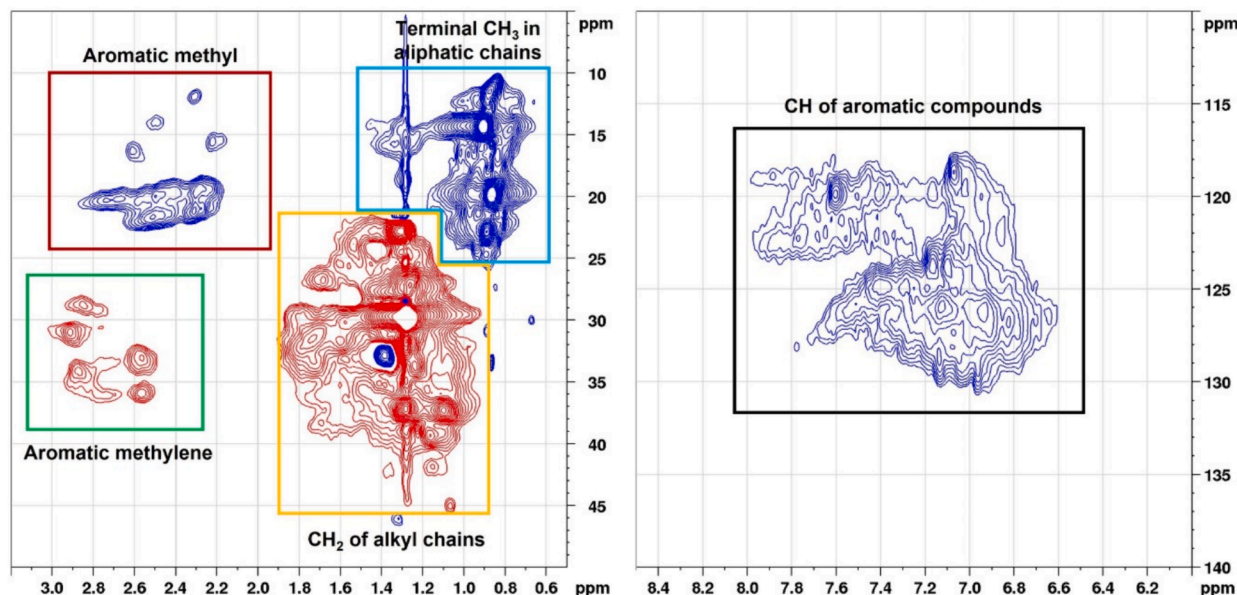 Aromatic methyl
Terminal CH₃ in
aliphatic chains
ppm
10
15
20
25
30
35
40
45
Aromatic methylene
CH₂ of alkyl chains
3.0 2.8 2.6 2.4 2.2 2.0 1.8 1.6 1.4 1.2 1.0 0.8 0.6 ppm
CH of aromatic compounds
ppm
115
120
125
130
135
140
8.4 8.2 8.0 7.8 7.6 7.4 7.2 7.0 6.8 6.6 6.4 6.2 ppm